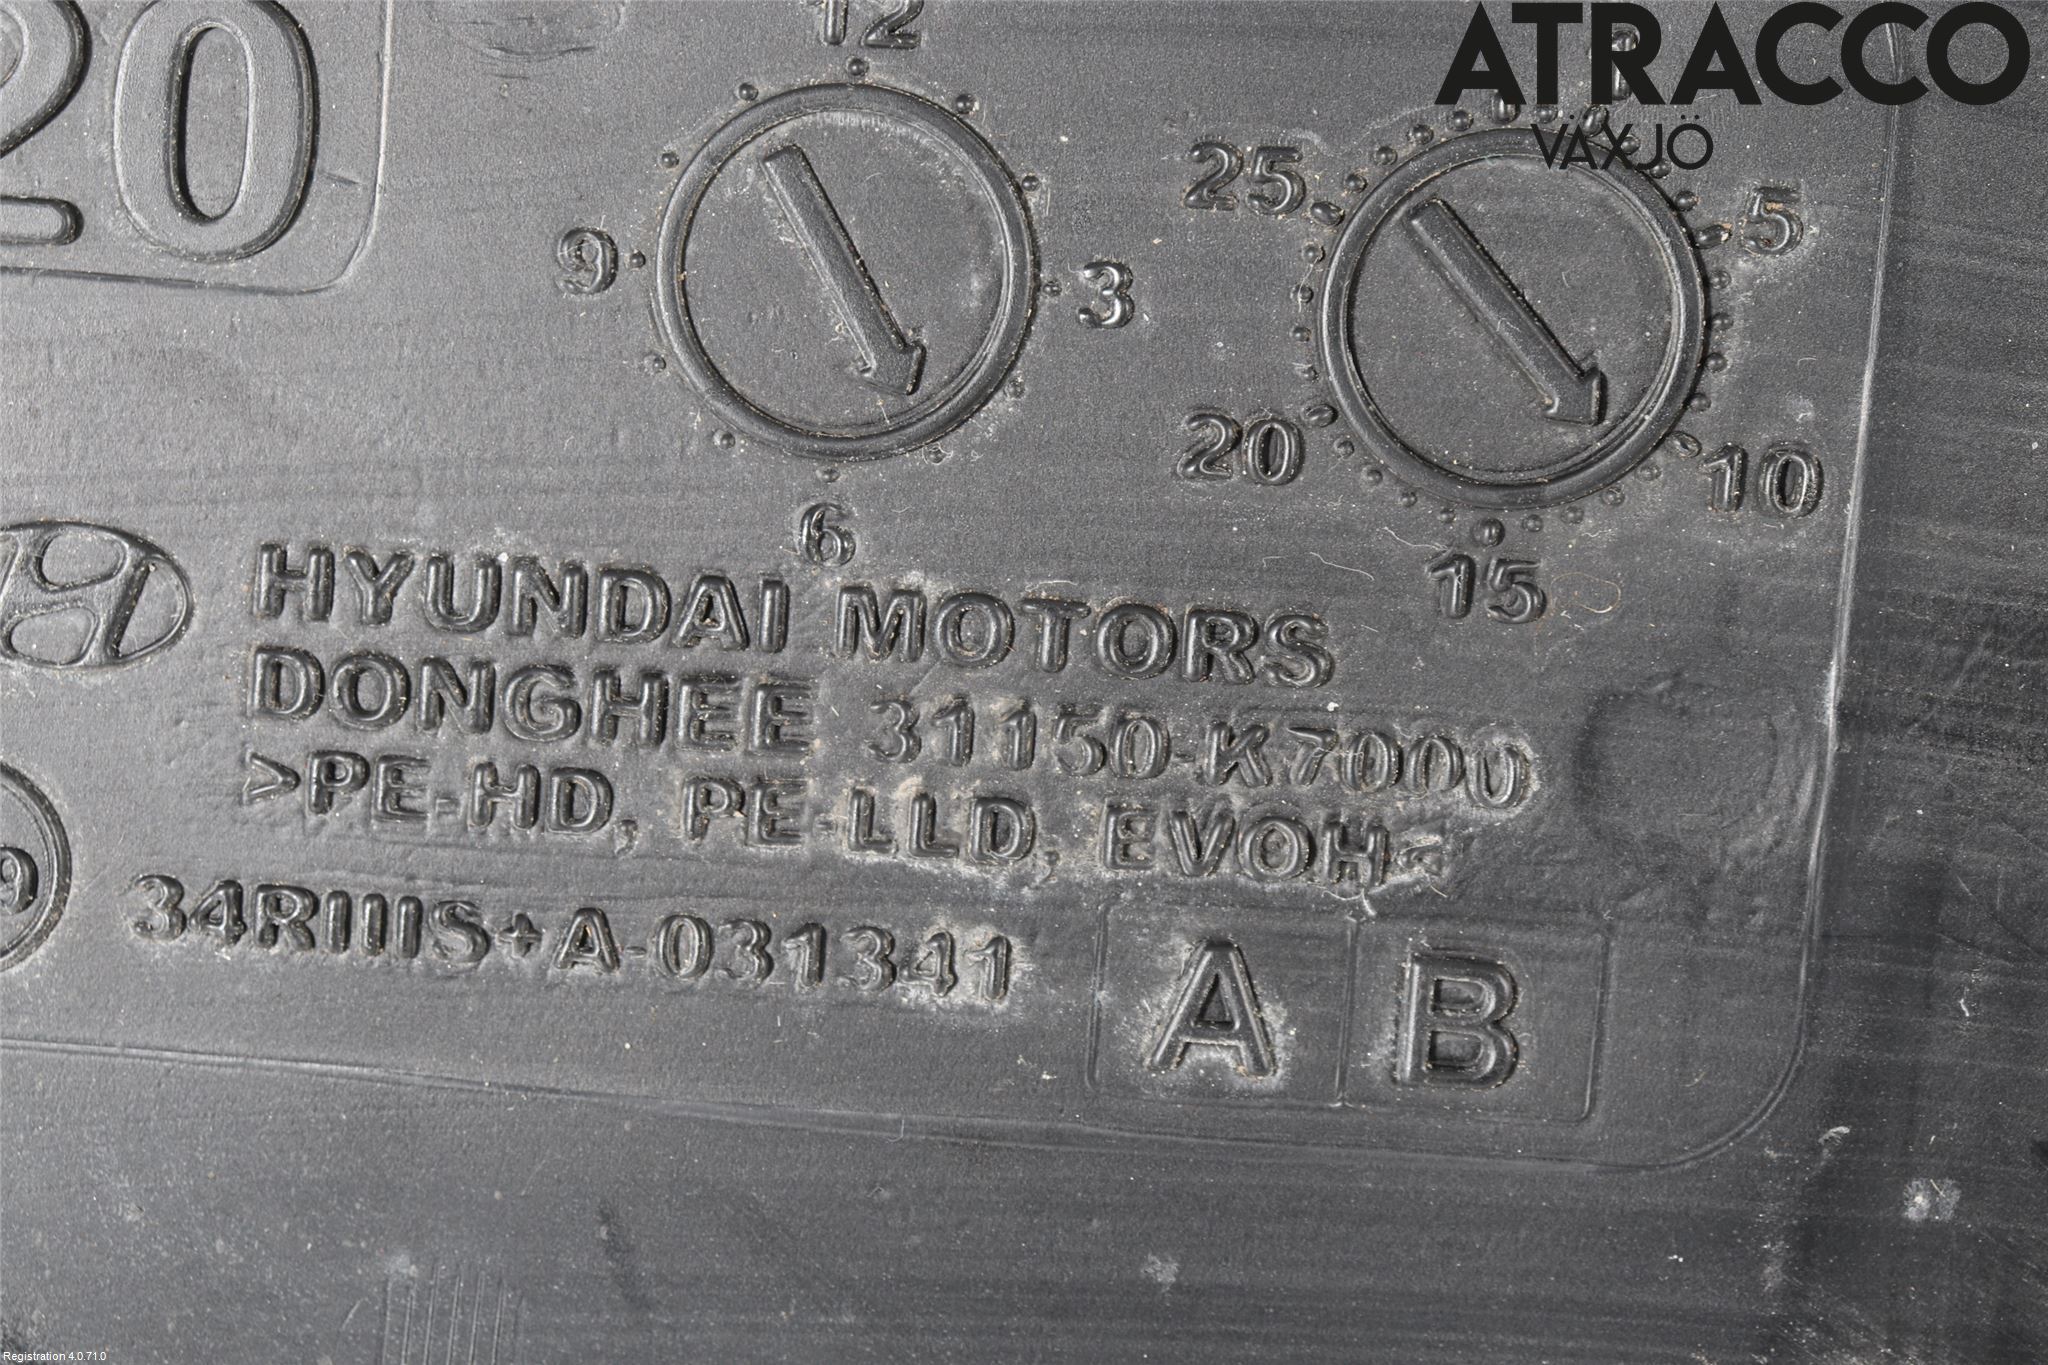 ATRACCO
VÄXJÖ
20
12
9
3
6
25
5
20
10
15
HYUNDAI MOTORS
DONGHEE 31150-K7000
>PE-HD, PE-LLD, EVOH<
9
34RIIIS+A-031341
A B
Registration 4.0.71.0